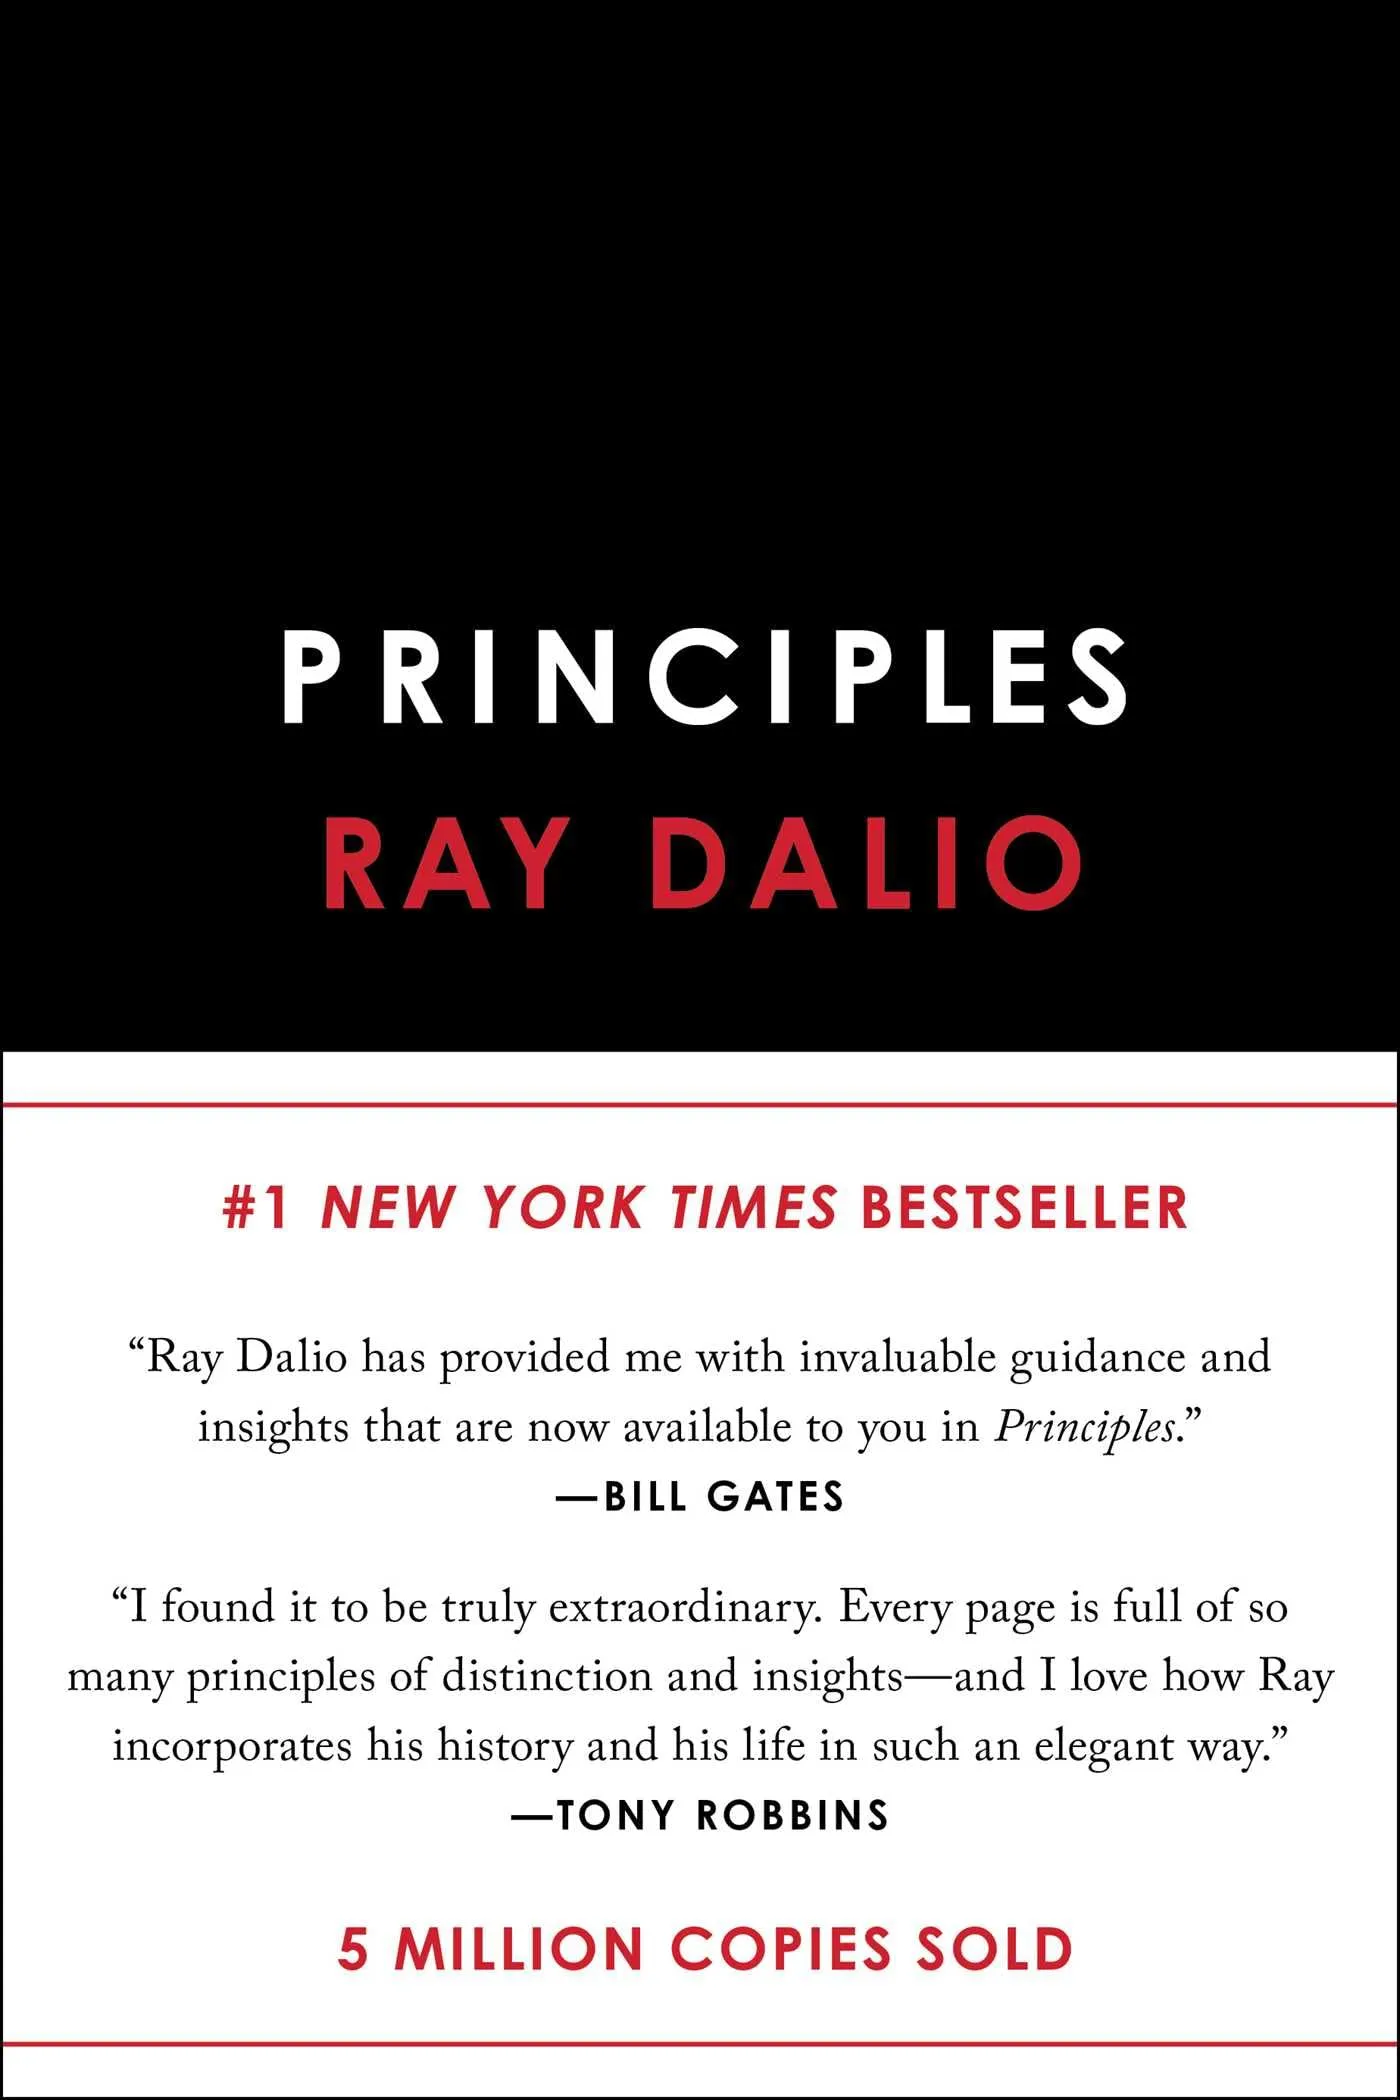 PRINCIPLES
RAY DALIO
#1 NEW YORK TIMES BESTSELLER
“Ray Dalio has provided me with invaluable guidance and
insights that are now available to you in Principles.”
—BILL GATES
“I found it to be truly extraordinary. Every page is full of so
many principles of distinction and insights—and I love how Ray
incorporates his history and his life in such an elegant way.”
—TONY ROBBINS
5 MILLION COPIES SOLD